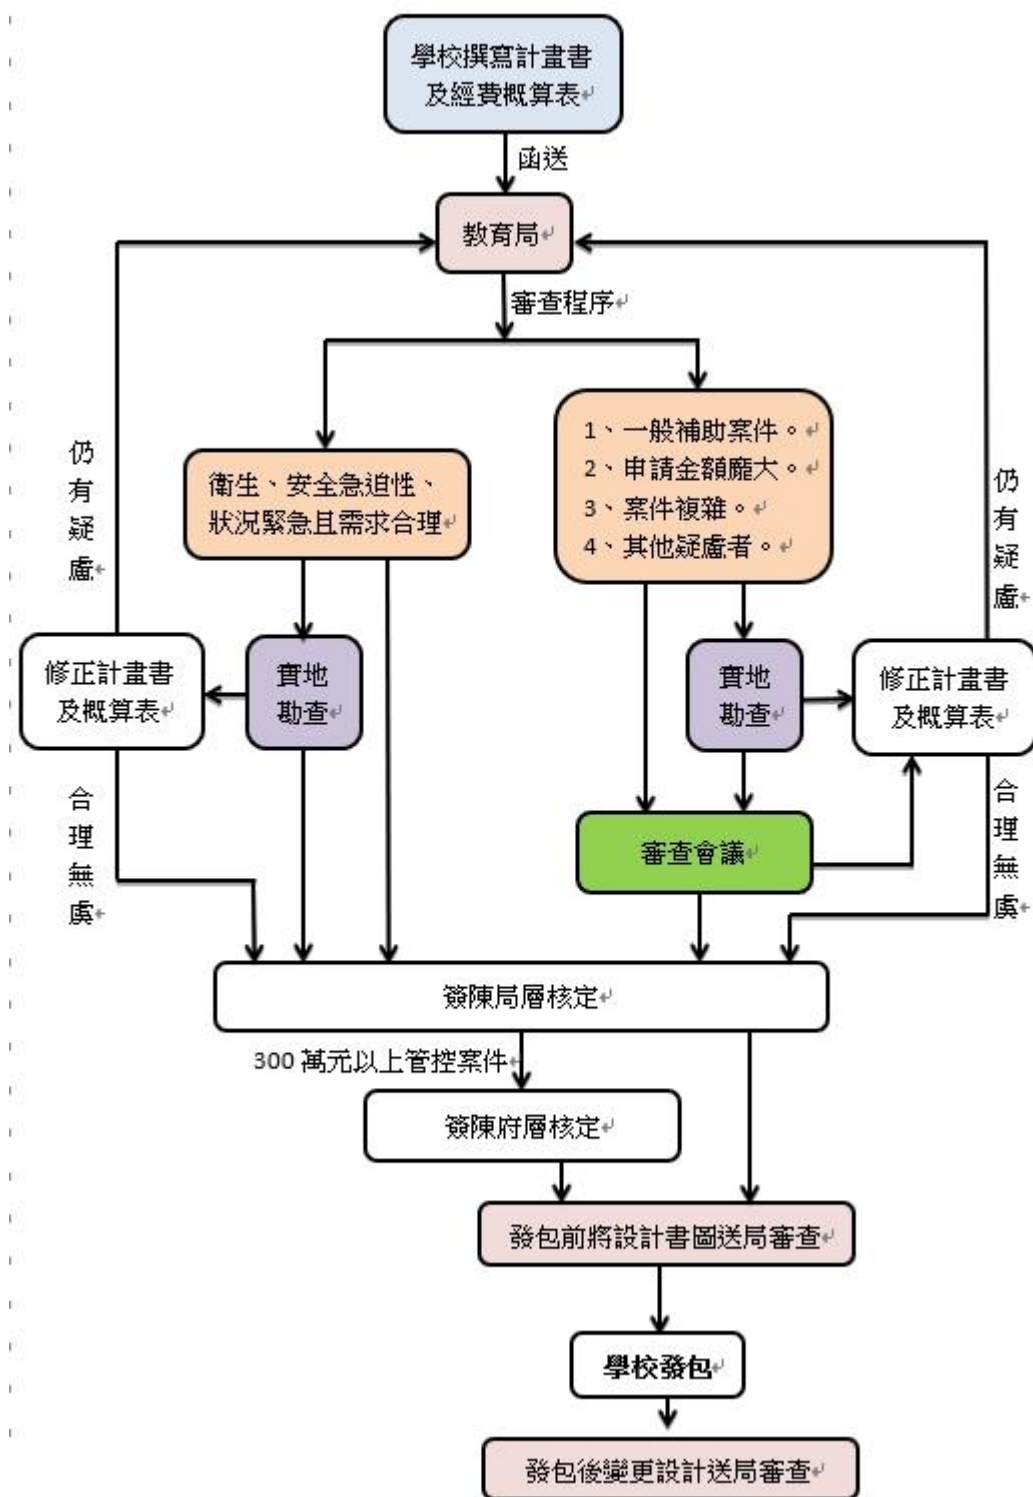 學校撰寫計畫書
及經費概算表
函送
教育局
審查程序
衛生、安全急迫性、
狀況緊急且需求合理
1、一般補助案件。
2、申請金額龐大。
3、案件複雜。
4、其他疑慮者。
仍有疑慮
仍有疑慮
修正計畫書
及概算表
實地
勘查
實地
勘查
修正計畫書
及概算表
合理無虞
合理無虞
審查會議
簽陳局層核定
300 萬元以上管控案件
簽陳府層核定
發包前將設計書圖送局審查
學校發包
發包後變更設計送局審查